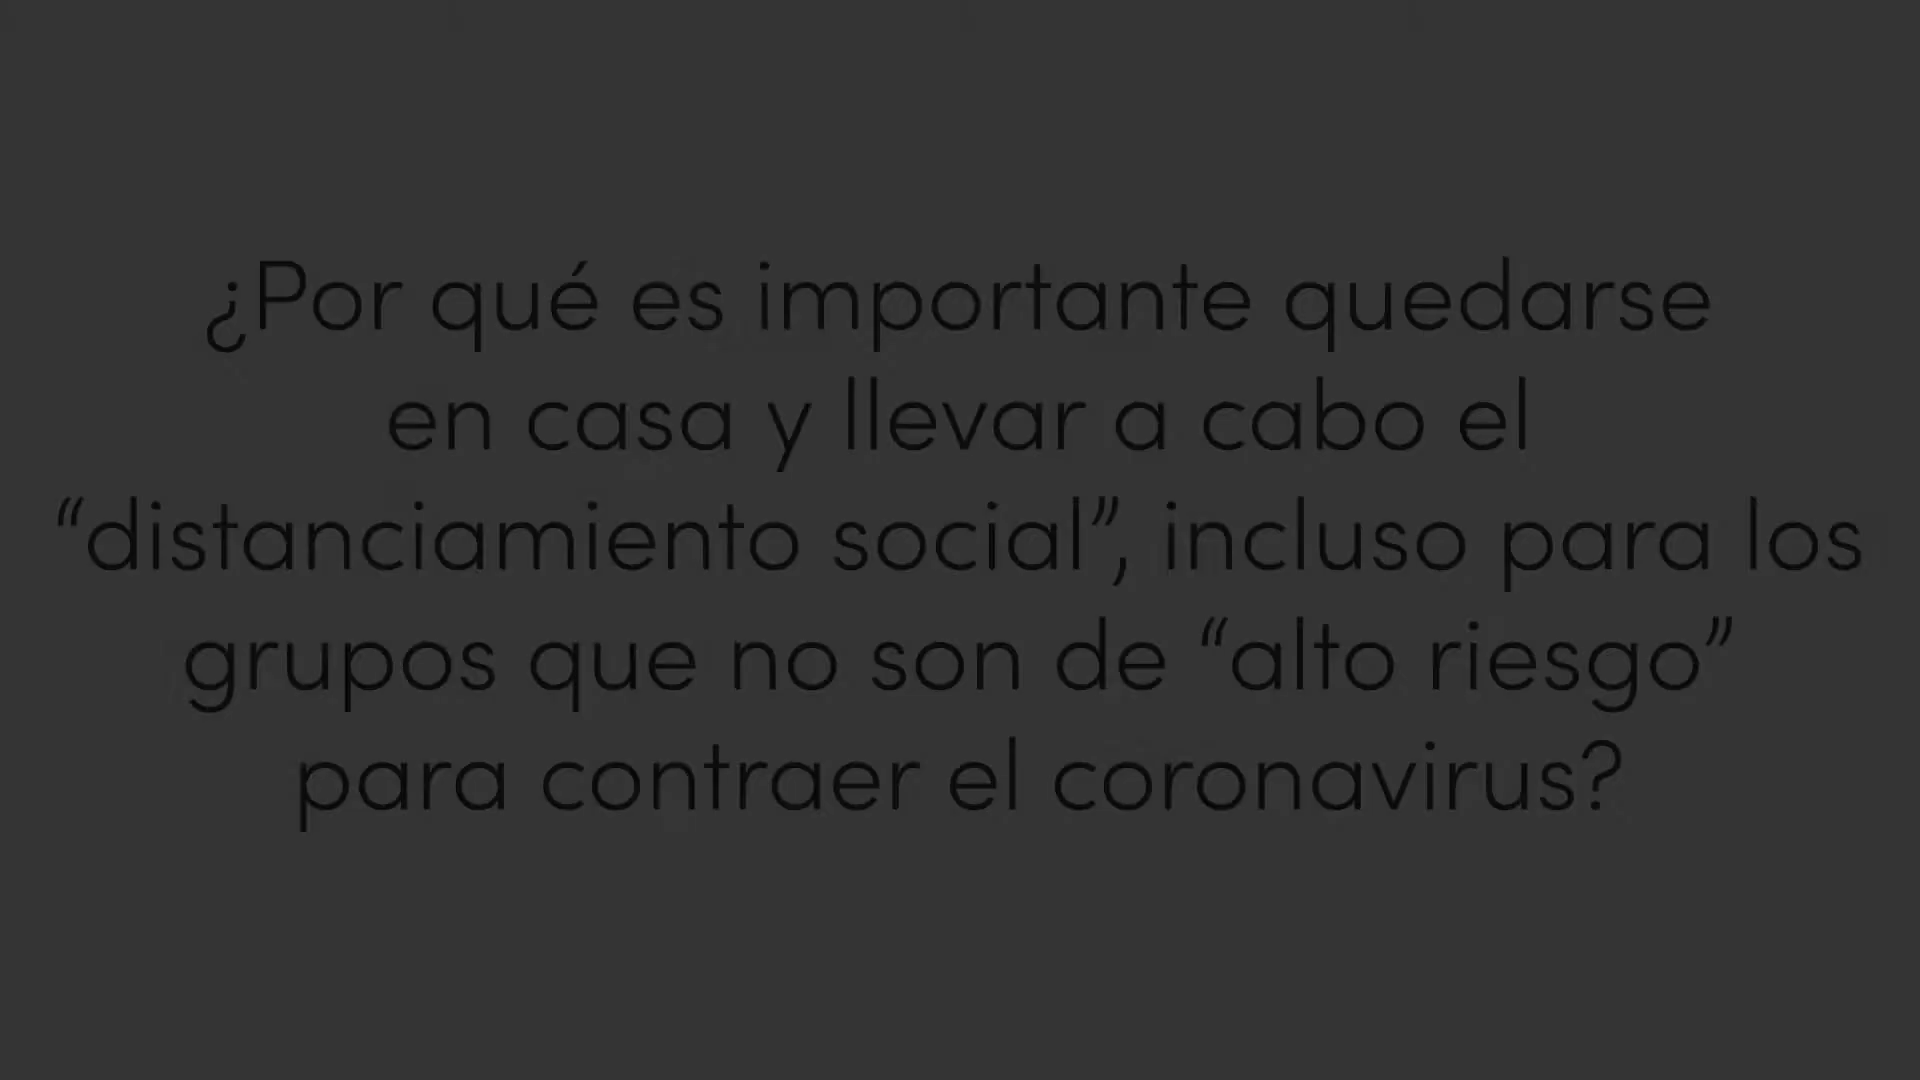 ¿Por qué es importante quedarse
en casa y llevar a cabo el
“distanciamiento social”, incluso para los
grupos que no son de “alto riesgo”
para contraer el coronavirus?